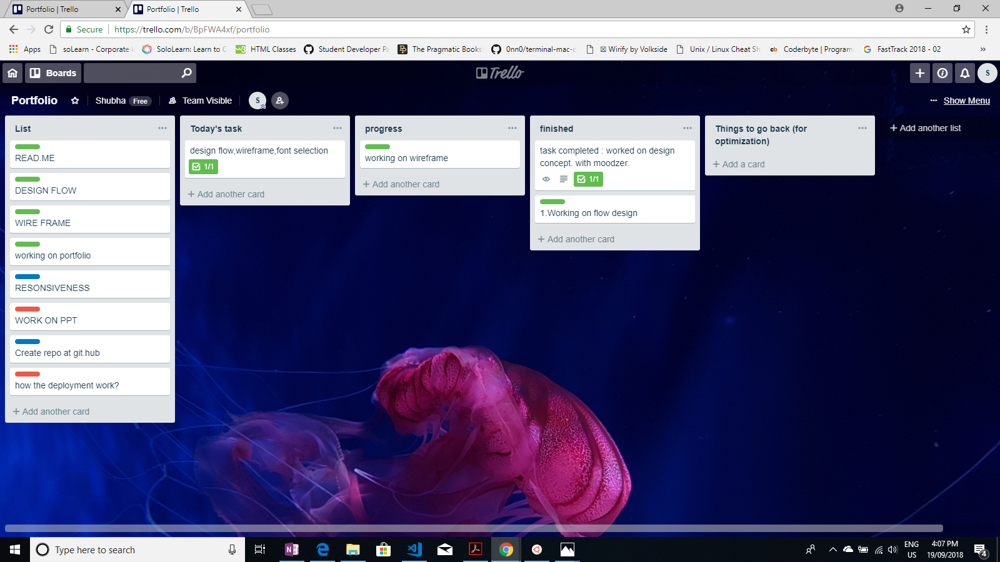 Portfolio | Trello
Portfolio | Trello
Secure
https://trello.com/b/BpFWA4xf/portfolio
Apps
soLearn - Corporate
SoloLearn: Learn to C
HTML Classes
Student Developer Pa
The Pragmatic Books
0nn0/terminal-mac-
Wirify by Volkside
Unix / Linux Cheat Sh
Coderbyte | Program
FastTrack 2018 - 02
»
Boards
Trello
S
Portfolio
Shubha Free
Team Visible
S
Show Menu
List
READ.ME
DESIGN FLOW
WIRE FRAME
working on portfolio
RESONSIVENESS
WORK ON PPT
Create repo at git.hub
how the deployment work?
+ Add another card
Today's task
design flow,wireframe,font selection
1/1
+ Add another card
progress
working on wireframe
+ Add another card
finished
task completed : worked on design
concept. with moodzer.
1/1
1.Working on flow design
+ Add another card
Things to go back (for
optimization)
+ Add a card
+ Add another list
Type here to search
ENG
US
4:07 PM
19/09/2018
4